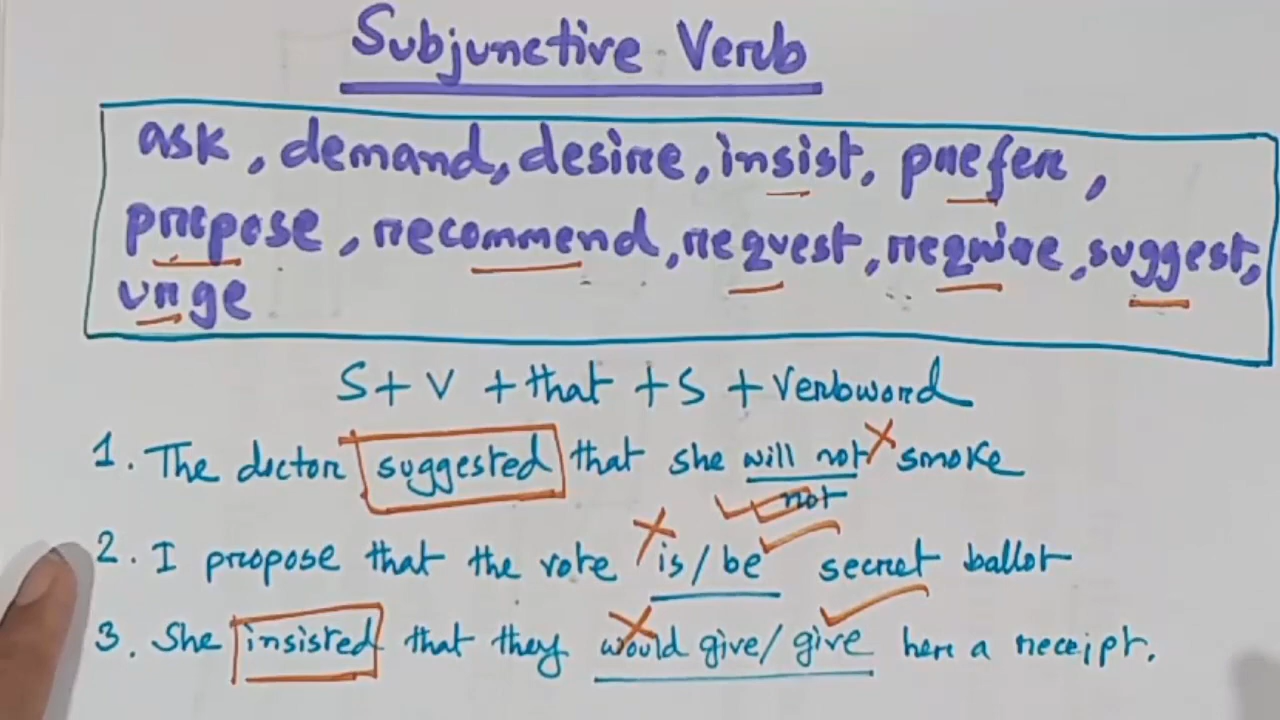 Subjunctive Verb
ask, demand, desire, insist, prefer,
propose, recommend, request, require, suggest,
urge
S + V + that + S + Verbword
1. The doctor suggested that she will not smoke
not
2. I propose that the vote is/be secret ballot
3. She insisted that they would give/give here a receipt.